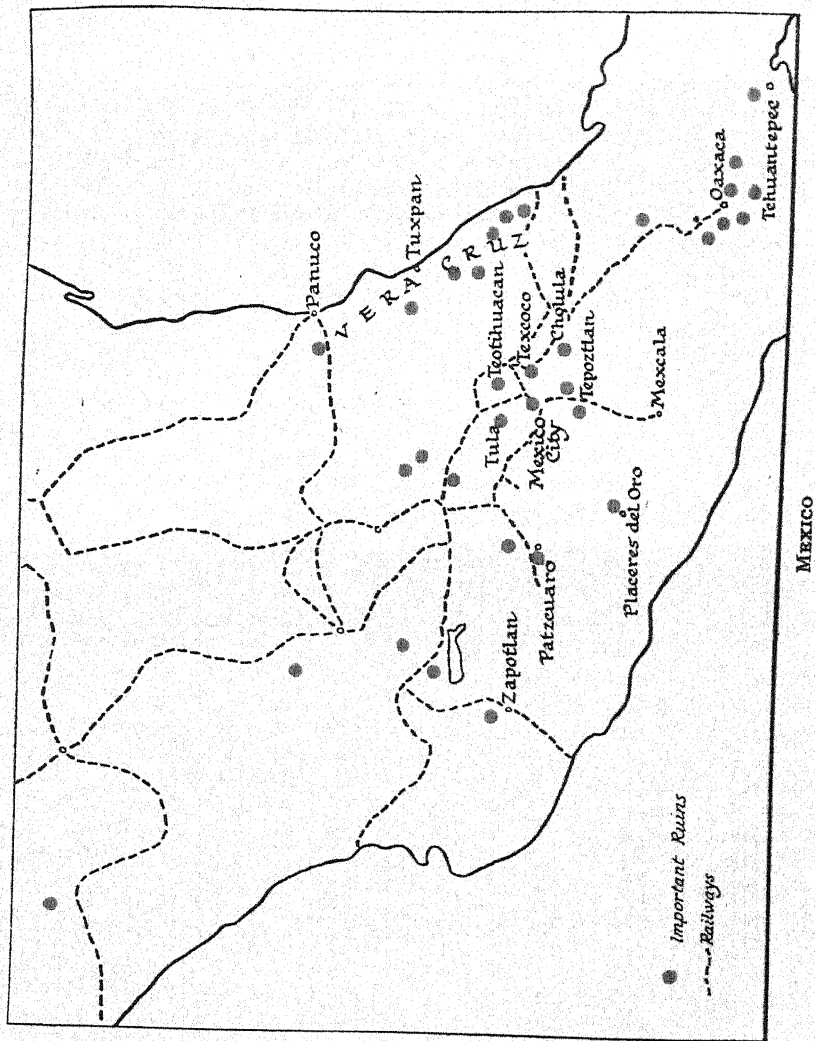 Panuco
Tuxpan
VERA CRUZ
Teotihuacan
Texcoco
Cholula
Tula
Mexico
City
Tepoztlan
Mexcala
Oaxaca
Tehuantepec
Placeres del Oro
Patzcuaro
Zapotlan
Important Ruins
Railways
MEXICO